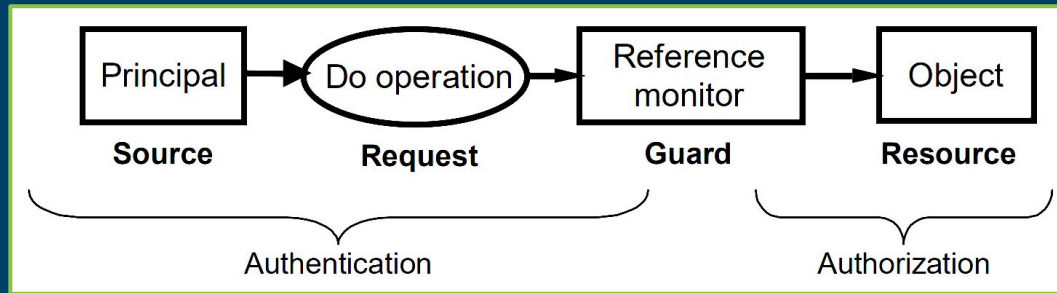 Principal
Do operation
Reference
monitor
Object
Source
Request
Guard
Resource
Authentication
Authorization